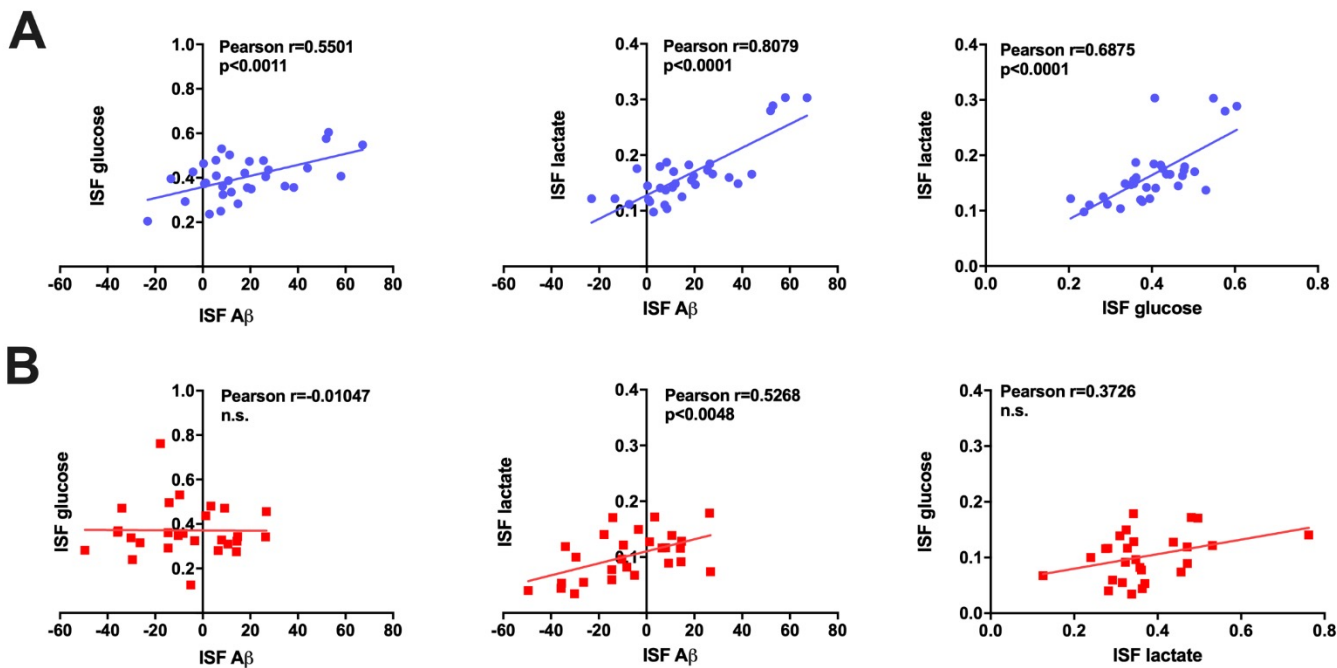 A
Pearson r=0.5501
p<0.0011
ISF glucose
1.0
0.8
0.6
0.4
0.2
-60 -40 -20 0 20 40 60 80
ISF Aβ
Pearson r=0.8079
p<0.0001
ISF lactate
0.4
0.3
0.2
0.1
-60 -40 -20 0 20 40 60 80
ISF Aβ
Pearson r=0.6875
p<0.0001
ISF lactate
0.4
0.3
0.2
0.1
0.0
0.0 0.2 0.4 0.6 0.8
ISF glucose
B
Pearson r=-0.01047
n.s.
ISF glucose
1.0
0.8
0.6
0.4
0.2
-60 -40 -20 0 20 40 60 80
ISF Aβ
Pearson r=0.5268
p<0.0048
ISF lactate
0.4
0.3
0.2
0.1
-60 -40 -20 0 20 40 60 80
ISF Aβ
Pearson r=0.3726
n.s.
ISF glucose
0.4
0.3
0.2
0.1
0.0
0.0 0.2 0.4 0.6 0.8
ISF lactate